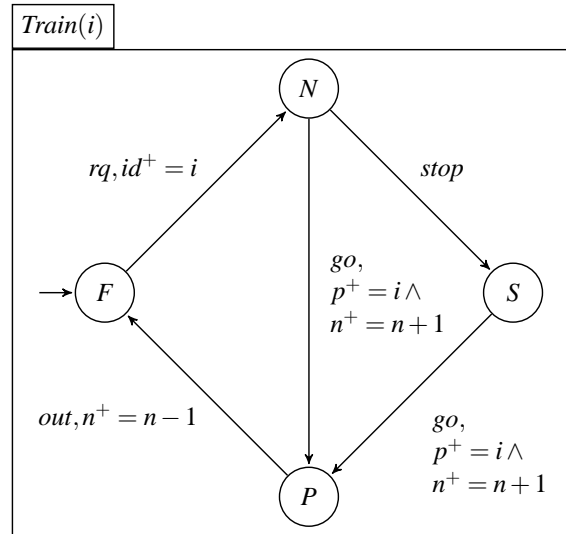 Train(i)
N
rq, id⁺ = i
stop
go,
p⁺ = i ∧
n⁺ = n + 1
F
S
out, n⁺ = n − 1
go,
p⁺ = i ∧
n⁺ = n + 1
P